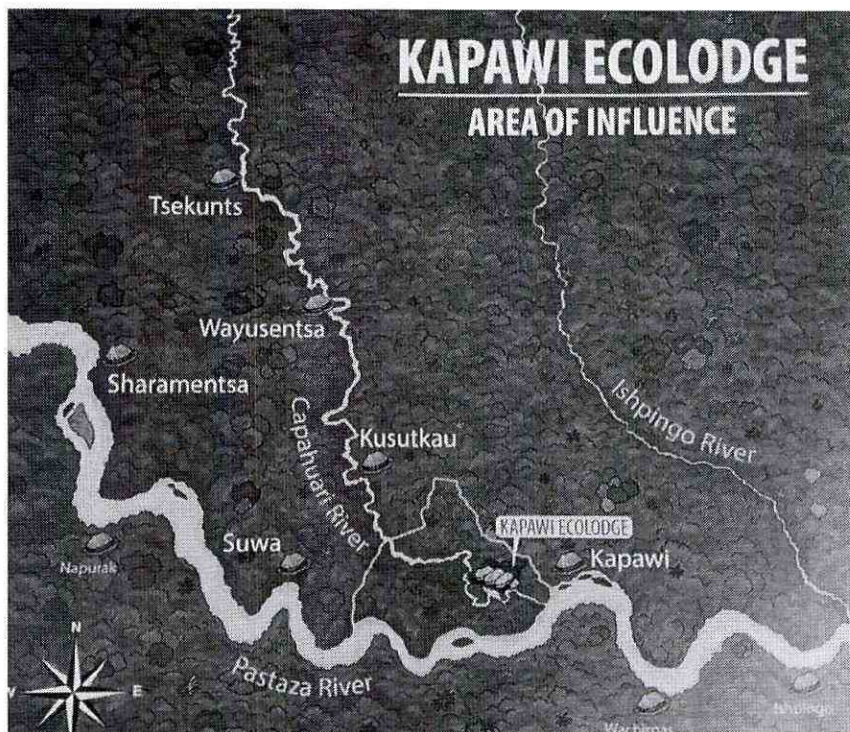 KAPAWI ECOLODGE
AREA OF INFLUENCE
Tsekunts
Wayusentsa
Sharamentsa
Capahuari River
Kusutkau
Ishpingo River
KAPAWI ECOLODGE
Napurak
Suwa
Kapawi
Pastaza River
N
W
E
Ishpingo